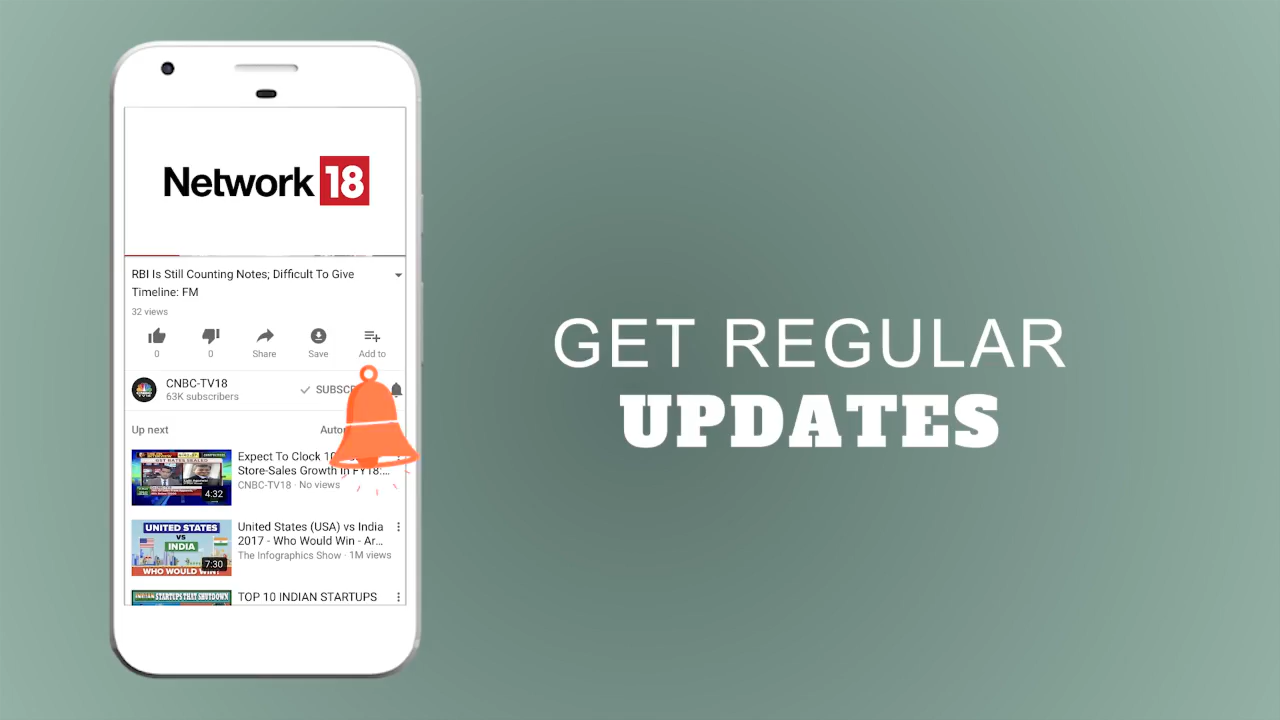 Network 18
RBI Is Still Counting Notes; Difficult To Give
Timeline: FM
32 views
0
0
Share
Save
Add to
CNBC-TV18
63K subscribers
SUBSC
Up next
Auto
Expect To Clock 10
Store-Sales Growth In FY18:...
CNBC-TV18 · No views
4:32
UNITED STATES
VS
INDIA
WHO WOULD WIN?
7:30
United States (USA) vs India
2017 - Who Would Win - Ar...
The Infographics Show · 1M views
INDIAN STARTUPS THAT SHUTDOWN
TOP 10 INDIAN STARTUPS
GET REGULAR
UPDATES